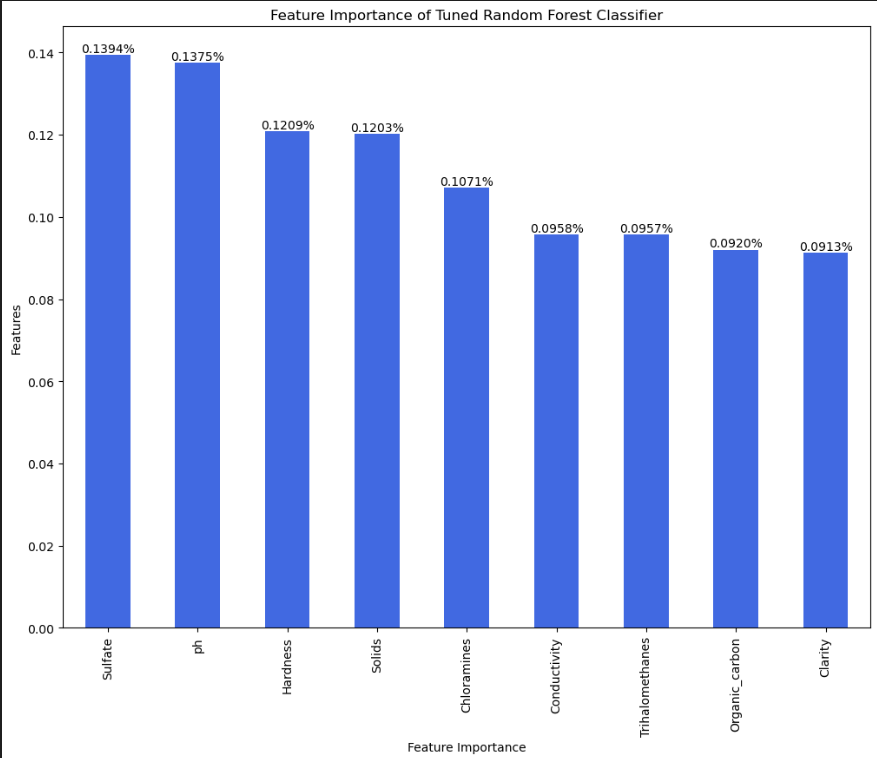 Feature Importance of Tuned Random Forest Classifier
0.14
0.12
0.10
0.08
0.06
0.04
0.02
0.00
Features
0.1394%
0.1375%
0.1209%
0.1203%
0.1071%
0.0958%
0.0957%
0.0920%
0.0913%
Sulfate
ph
Hardness
Solids
Chloramines
Conductivity
Trihalomethanes
Organic_carbon
Clarity
Feature Importance